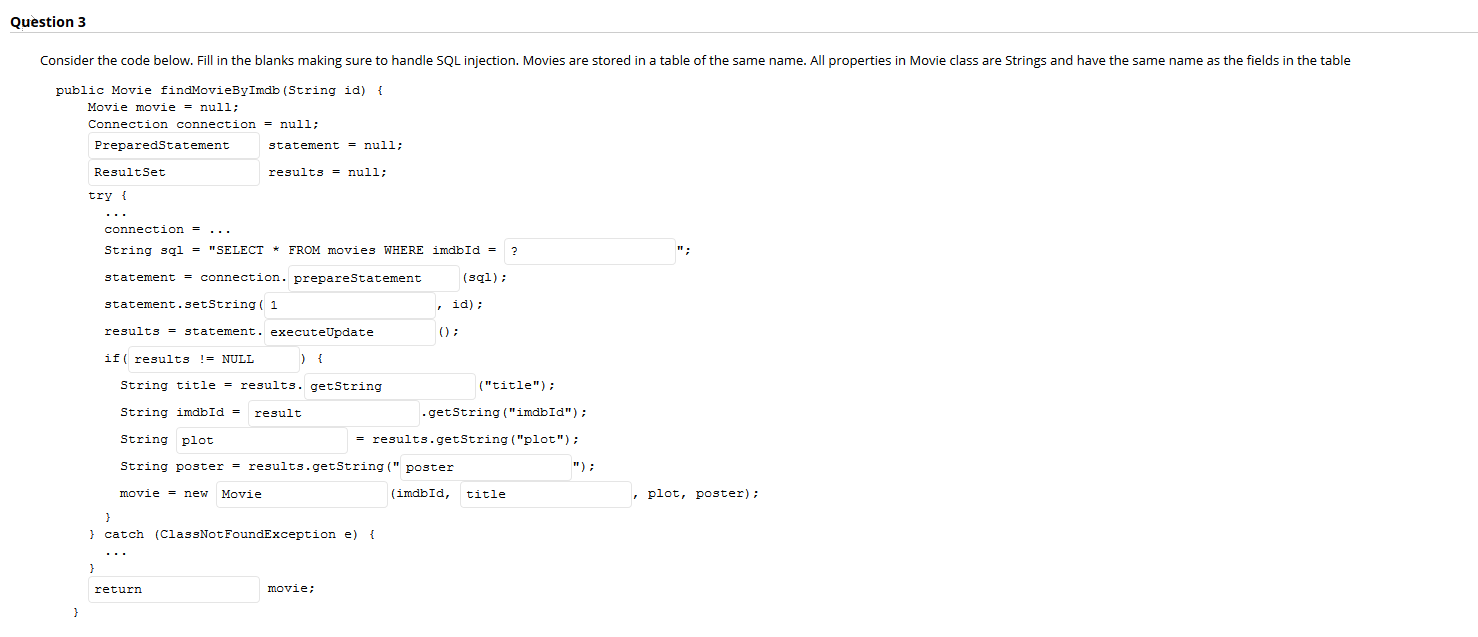 Question 3
Consider the code below. Fill in the blanks making sure to handle SQL injection. Movies are stored in a table of the same name. All properties in Movie class are Strings and have the same name as the fields in the table
public Movie findMovieByImdb(String id) {
Movie movie = null;
Connection connection = null;
PreparedStatement statement = null;
ResultSet results = null;
try {
...
connection = ...
String sql = "SELECT * FROM movies WHERE imdbId = ? ";
statement = connection. prepareStatement (sql);
statement.setString( 1 , id);
results = statement. executeUpdate ();
if( results != NULL ) {
String title = results. getString ("title");
String imdbId = result .getString("imdbId");
String plot = results.getString("plot");
String poster = results.getString(" poster ");
movie = new Movie (imdbId, title , plot, poster);
}
} catch (ClassNotFoundException e) {
...
}
return movie;
}